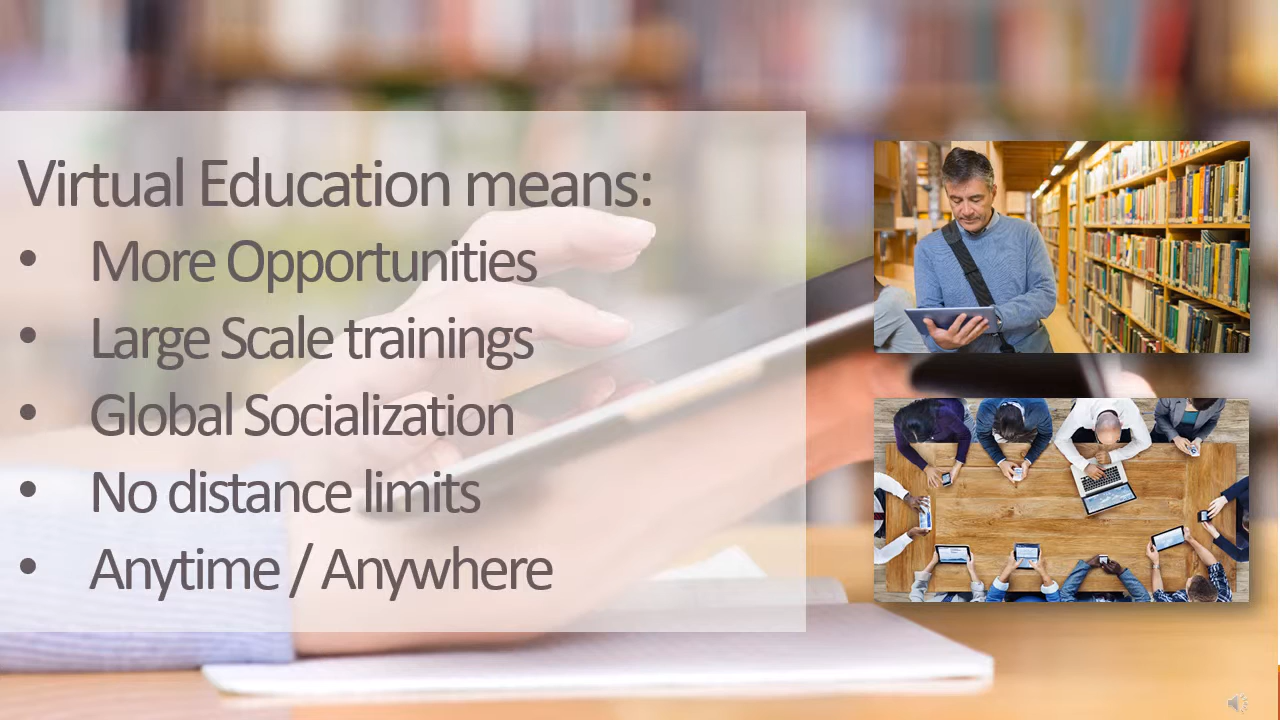 Virtual Education means:
• More Opportunities
• Large Scale trainings
• Global Socialization
• No distance limits
• Anytime / Anywhere